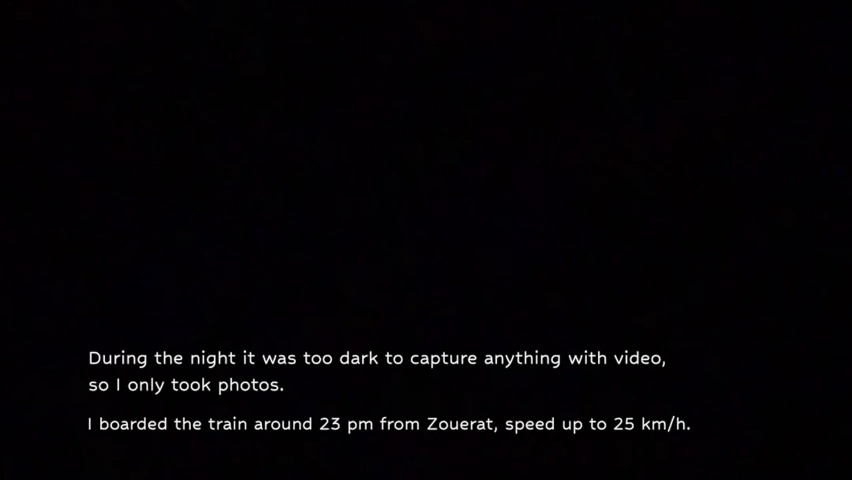 During the night it was too dark to capture anything with video,
so I only took photos.
I boarded the train around 23 pm from Zouerat, speed up to 25 km/h.